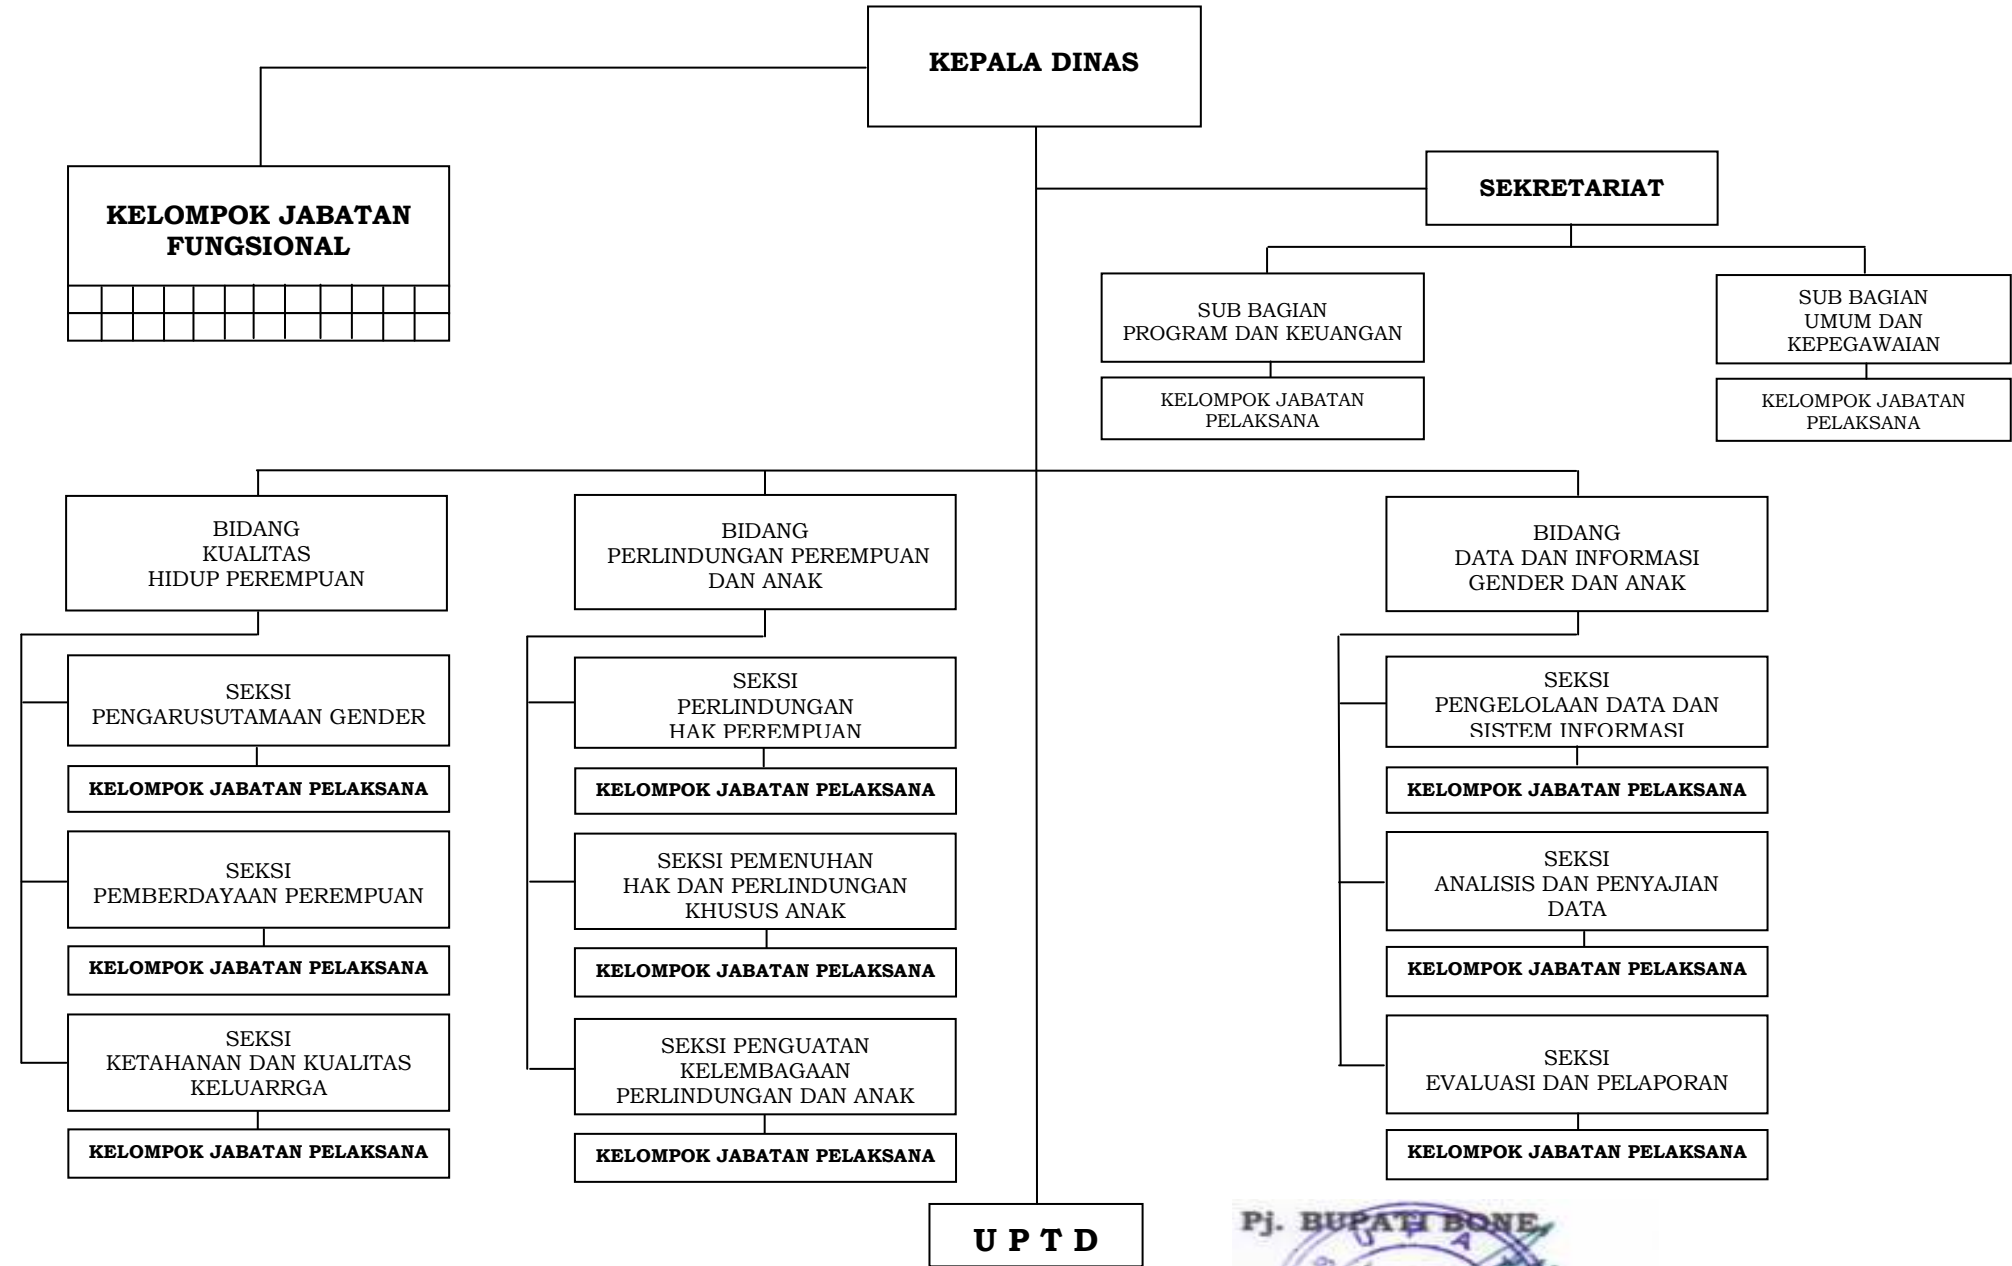 KEPALA DINAS
KELOMPOK JABATAN
FUNGSIONAL
SEKRETARIAT
SUB BAGIAN
PROGRAM DAN KEUANGAN
KELOMPOK JABATAN
PELAKSANA
SUB BAGIAN
UMUM DAN
KEPEGAWAIAN
KELOMPOK JABATAN
PELAKSANA
BIDANG
KUALITAS
HIDUP PEREMPUAN
SEKSI
PENGARUSUTAMAAN GENDER
KELOMPOK JABATAN PELAKSANA
SEKSI
PEMBERDAYAAN PEREMPUAN
KELOMPOK JABATAN PELAKSANA
SEKSI
KETAHANAN DAN KUALITAS
KELUARRGA
KELOMPOK JABATAN PELAKSANA
BIDANG
PERLINDUNGAN PEREMPUAN
DAN ANAK
SEKSI
PERLINDUNGAN
HAK PEREMPUAN
KELOMPOK JABATAN PELAKSANA
SEKSI PEMENUHAN
HAK DAN PERLINDUNGAN
KHUSUS ANAK
KELOMPOK JABATAN PELAKSANA
SEKSI PENGUATAN
KELEMBAGAAN
PERLINDUNGAN DAN ANAK
KELOMPOK JABATAN PELAKSANA
BIDANG
DATA DAN INFORMASI
GENDER DAN ANAK
SEKSI
PENGELOLAAN DATA DAN
SISTEM INFORMASI
KELOMPOK JABATAN PELAKSANA
SEKSI
ANALISIS DAN PENYAJIAN
DATA
KELOMPOK JABATAN PELAKSANA
SEKSI
EVALUASI DAN PELAPORAN
KELOMPOK JABATAN PELAKSANA
U P T D
Pj. BUPATI BONE,